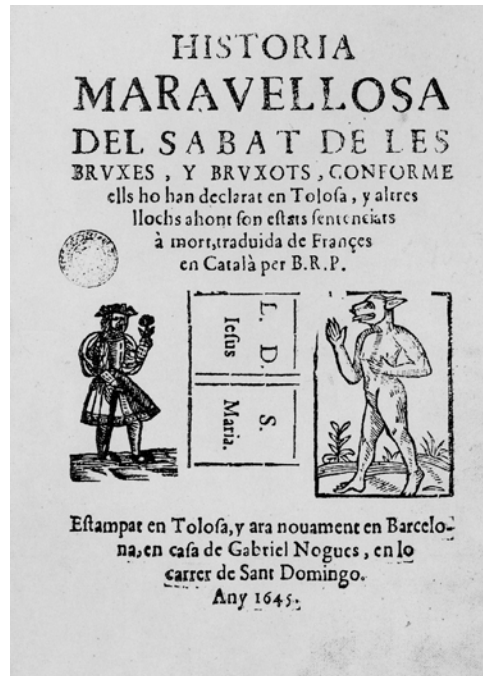 HISTORIA
MARAVELLOSA
DEL SABAT DE LES
BRVXES, Y BRVXOTS, CONFORME
ells ho han declarat en Toloſa, y altres
llochs ahont ſon eſtats ſentenciats
à mort, traduida de Françes
en Català per B.R.P.
L. D. S.
Ieſus Maria.
Eſtampat en Toloſa, y ara nouament en Barcelo-
na, en caſa de Gabriel Nogues, en lo
carrer de Sant Domingo.
Any 1645.